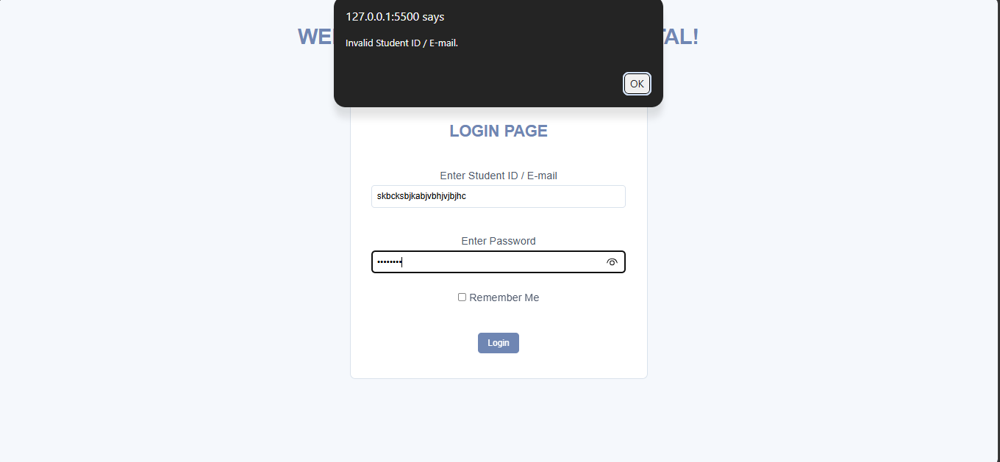 127.0.0.1:5500 says
Invalid Student ID / E-mail.
OK
LOGIN PAGE
Enter Student ID / E-mail
skbcksbjkabjvbhjvjbjhc
Enter Password
••••••••
Remember Me
Login